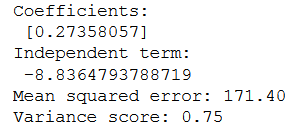 Coefficients:
[0.27358057]
Independent term:
-8.8364793788719
Mean squared error: 171.40
Variance score: 0.75